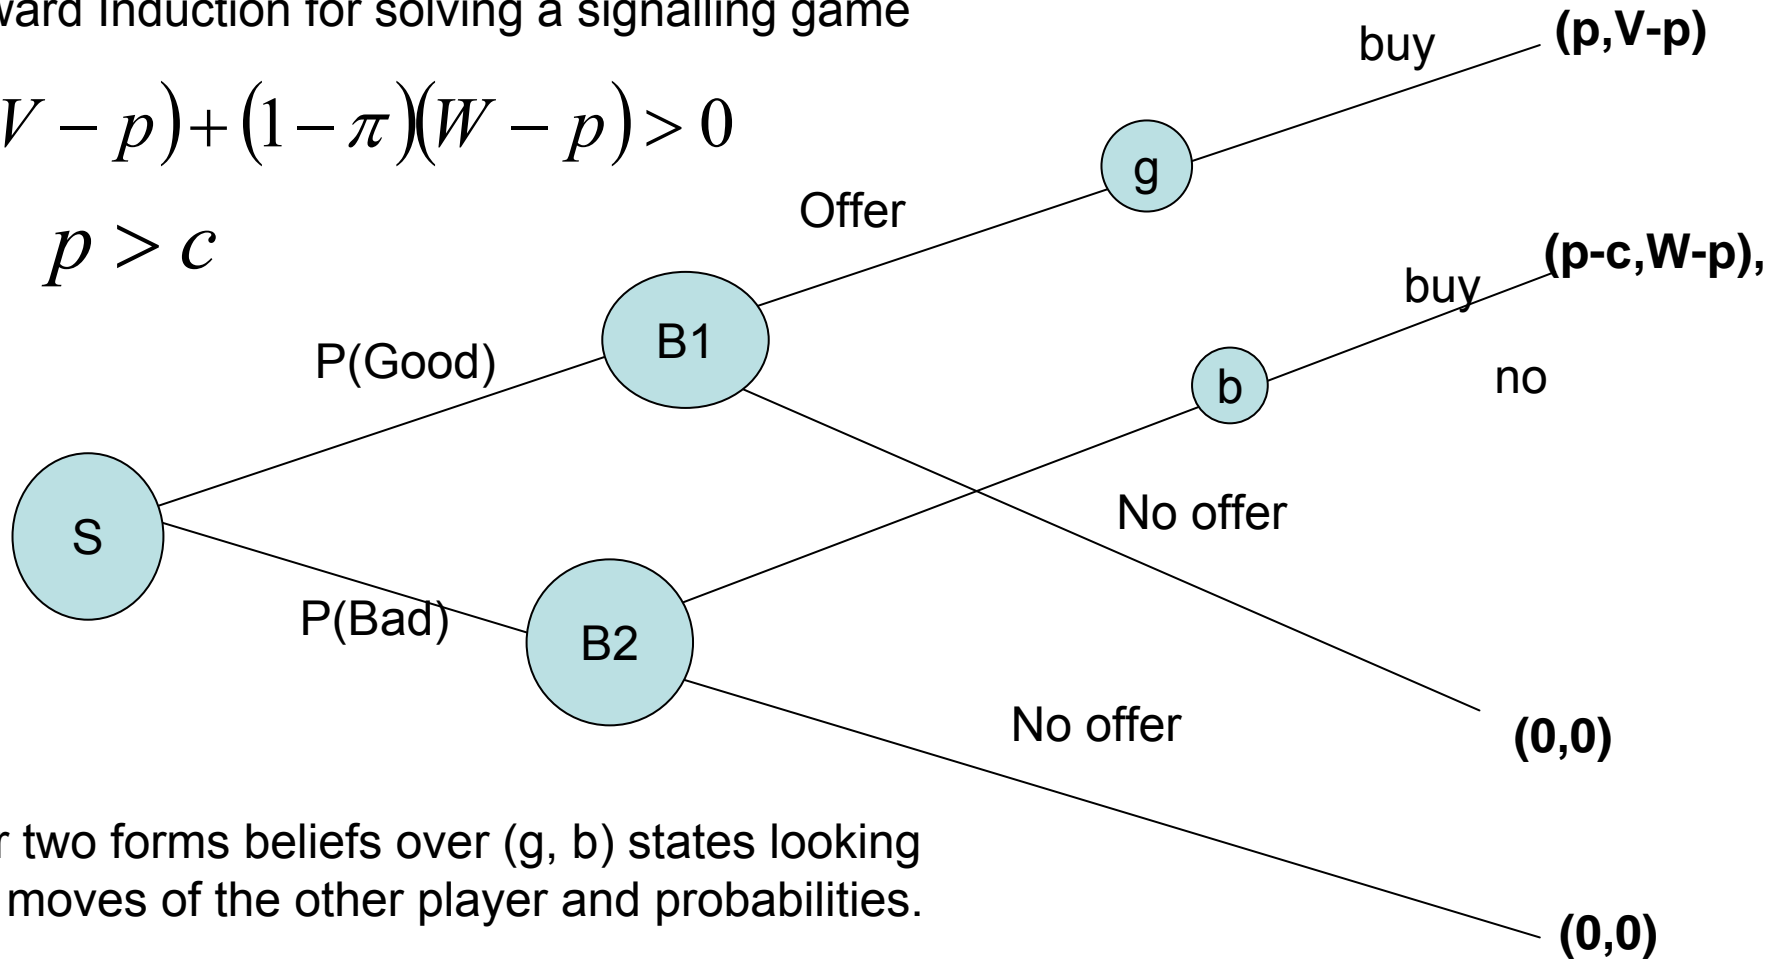 ward Induction for solving a signalling game
V − p) + (1 − π)(W − p) > 0
p > c
buy
(p,V-p)
g
Offer
(p-c,W-p),
buy
B1
P(Good)
b
no
No offer
S
P(Bad)
B2
No offer
(0,0)
r two forms beliefs over (g, b) states looking
moves of the other player and probabilities.
(0,0)